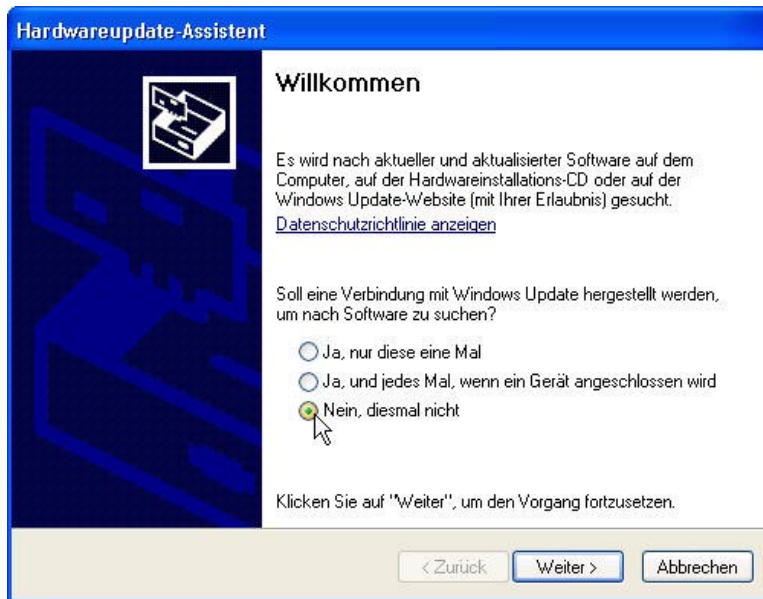 Hardwareupdate-Assistent
Willkommen
Es wird nach aktueller und aktualisierter Software auf dem
Computer, auf der Hardwareinstallations-CD oder auf der
Windows Update-Website (mit Ihrer Erlaubnis) gesucht.
Datenschutzrichtlinie anzeigen
Soll eine Verbindung mit Windows Update hergestellt werden,
um nach Software zu suchen?
Ja, nur diese eine Mal
Ja, und jedes Mal, wenn ein Gerät angeschlossen wird
Nein, diesmal nicht
Klicken Sie auf "Weiter", um den Vorgang fortzusetzen.
< Zurück Weiter > Abbrechen